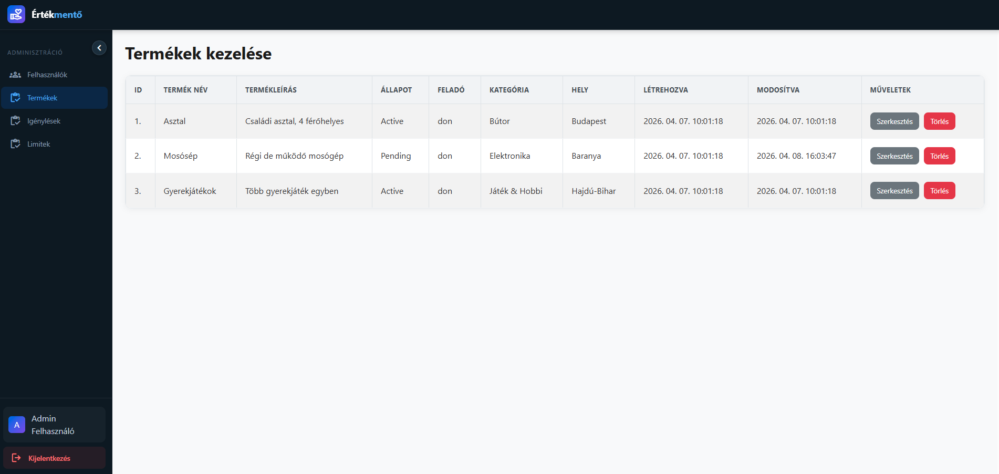 Értékmentő
ADMINISZTRÁCIÓ
Felhasználók
Termékek
Igénylések
Limitek
Admin
Felhasználó
A
Kijelentkezés
Termékek kezelése
ID TERMÉK NÉV TERMÉKLEÍRÁS ÁLLAPOT FELADÓ KATEGÓRIA HELY LÉTREHOZVA MODOSÍTVA MŰVELETEK
1. Asztal Családi asztal, 4 férőhelyes Active don Bútor Budapest 2026. 04. 07. 10:01:18 2026. 04. 07. 10:01:18 Szerkesztés Törlés
2. Mosósép Régi de működő mosógép Pending don Elektronika Baranya 2026. 04. 07. 10:01:18 2026. 04. 08. 16:03:47 Szerkesztés Törlés
3. Gyerekjátékok Több gyerekjáték egyben Active don Játék & Hobbi Hajdú-Bihar 2026. 04. 07. 10:01:18 2026. 04. 07. 10:01:18 Szerkesztés Törlés